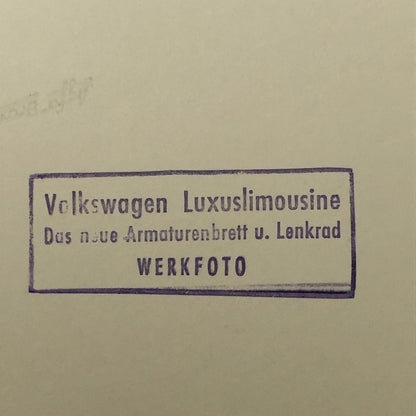 Volkswagen Luxuslimousine
Das neue Armaturenbrett u. Lenkrad
WERKFOTO